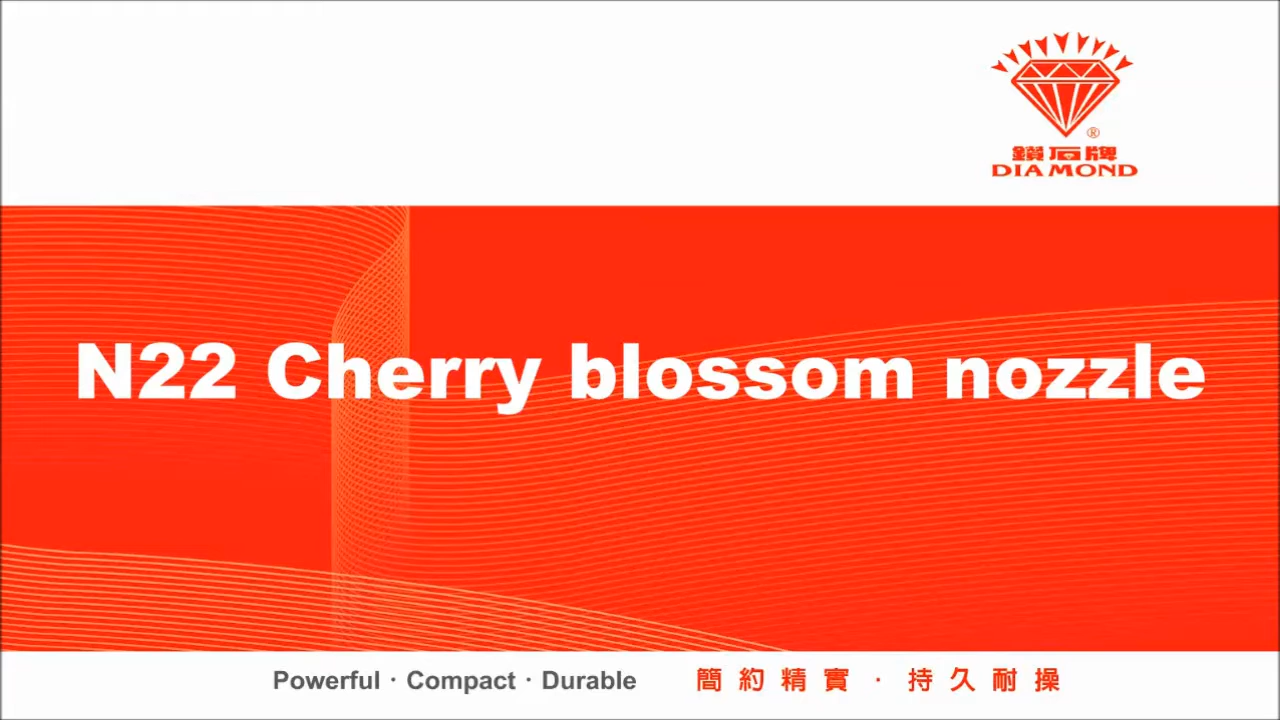 ®
鑽石牌
DIAMOND
N22 Cherry blossom nozzle
Powerful · Compact · Durable 簡約精實 · 持久耐操